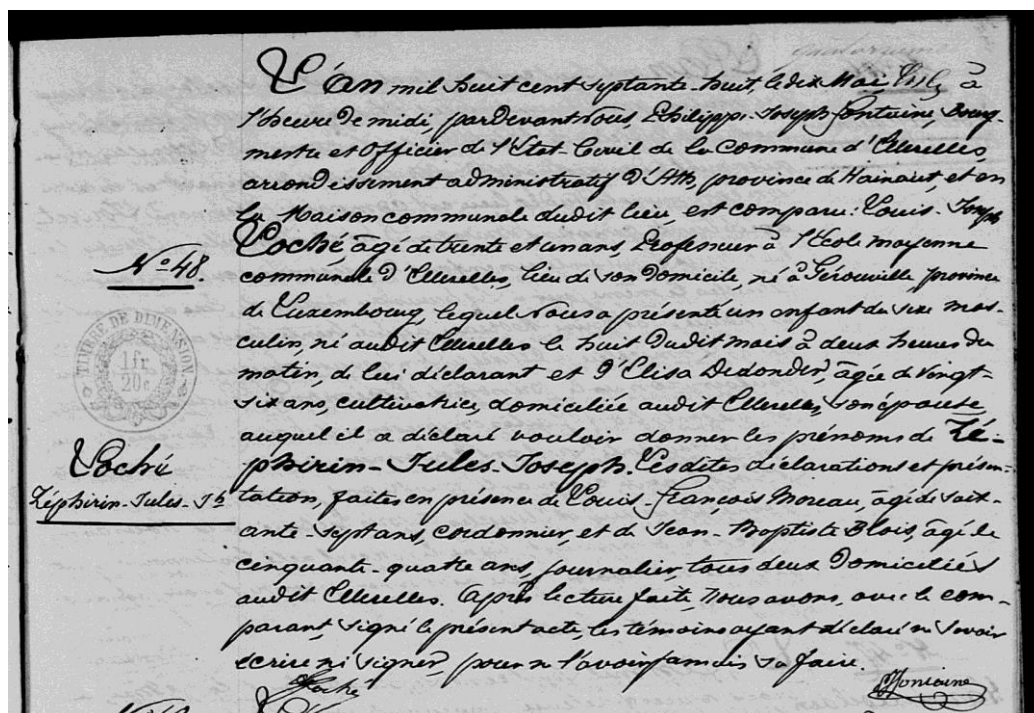 L'an mil huit cent septante-huit, le dix Mai, à
l'heure de midi, pardevant Nous, Philippe-Joseph Fontaine, Bourg-
mestre et Officier de l'Etat-Civil de la Commune d'Ellezelles,
arrondissement administratif d'Ath, province de Hainaut, et en
la Maison communale dudit lieu, est comparu: Louis-Joseph
Poché, âgé de trente et un ans, Professeur à l'Ecole moyenne
communale d'Ellezelles, lieu de son domicile, né à Gérouville, province
de Luxembourg, lequel Nous a présenté un enfant du sexe mas-
culin, né audit Ellezelles le huit dudit mois à deux heures du
matin, de lui déclarant et d'Elisa Dedonder, âgée de vingt-
six ans, cultivatrice, domiciliée audit Ellezelles, son épouse,
auquel il a déclaré vouloir donner les prénoms de Zé-
phirin-Jules-Joseph. Lesdites déclarations et présen-
tation, faites en présence de Louis-François Moreau, âgé de soix-
ante-sept ans, cordonnier, et de Jean-Baptiste Blois, âgé de
cinquante-quatre ans, journalier, tous deux domiciliés
audit Ellezelles. Après lecture faite, Nous avons, avec le com-
parant, signé le présent acte, les témoins ayant déclaré ne savoir
écrire ni signer, pour ne l'avoir jamais su faire.
Poché
Fontaine
N° 48.
TIMBRE DE DIMENSION
1 fr
20 c
Poché
Zéphirin-Jules-Jh